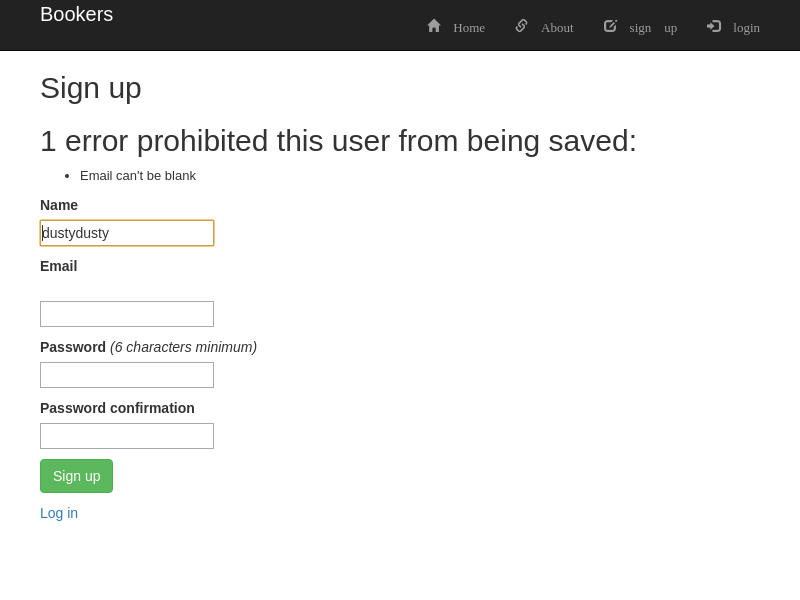 Bookers
Home About sign up login
Sign up
1 error prohibited this user from being saved:
Email can't be blank
Name
dustydusty
Email
Password (6 characters minimum)
Password confirmation
Sign up
Log in